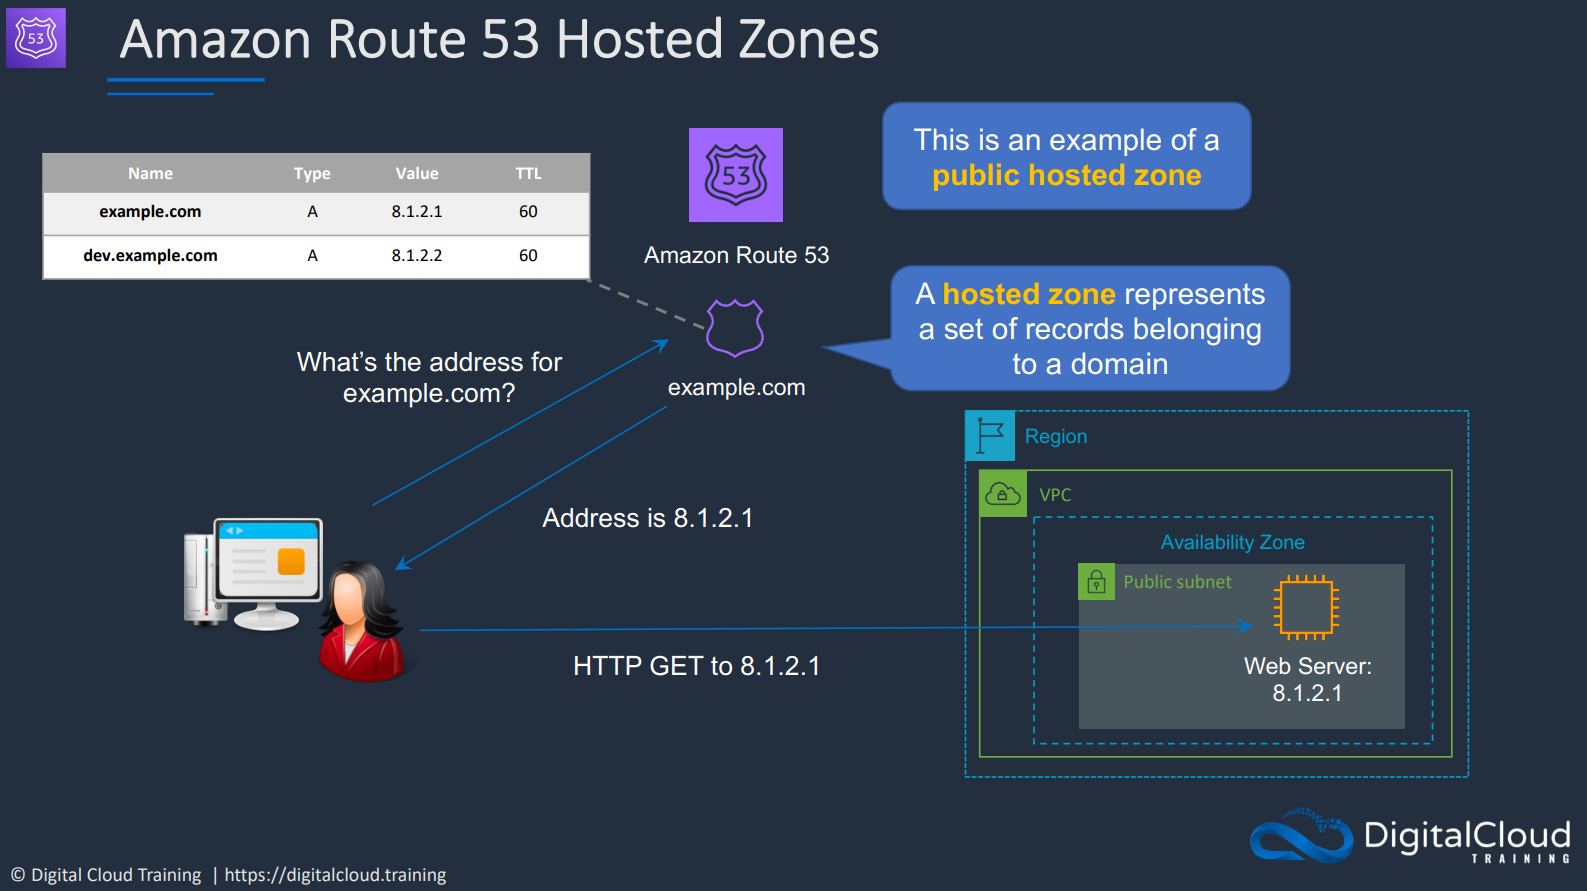 53
Amazon Route 53 Hosted Zones
Name Type Value TTL
example.com A 8.1.2.1 60
dev.example.com A 8.1.2.2 60
53
Amazon Route 53
This is an example of a
public hosted zone
A hosted zone represents
a set of records belonging
to a domain
example.com
What’s the address for
example.com?
Address is 8.1.2.1
HTTP GET to 8.1.2.1
Region
VPC
Availability Zone
Public subnet
Web Server:
8.1.2.1
DigitalCloud
TRAINING
© Digital Cloud Training | https://digitalcloud.training